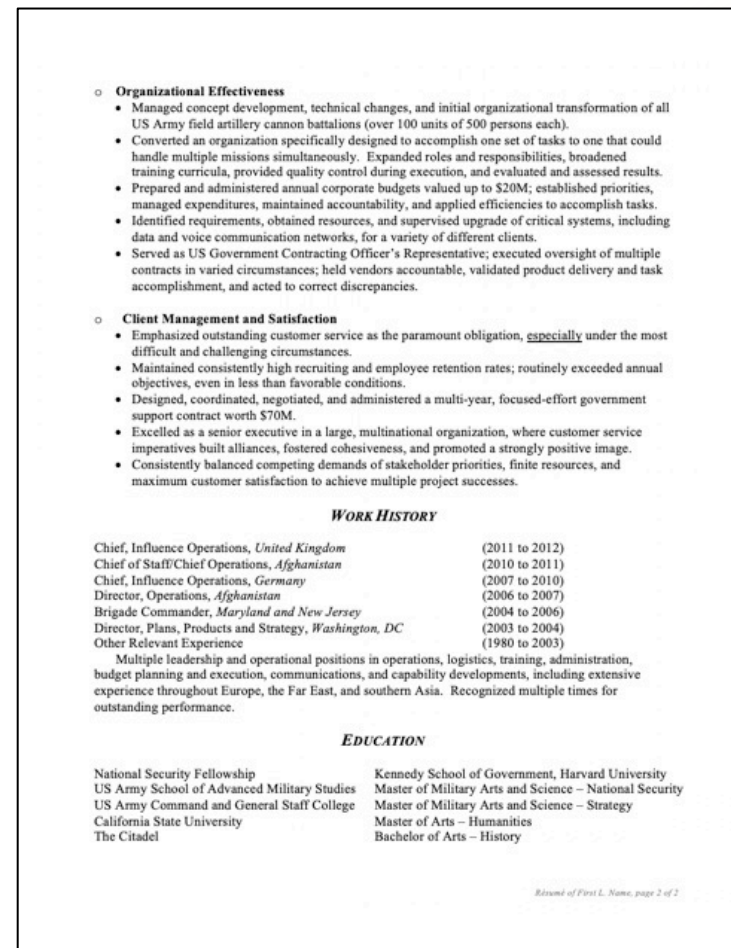 o Organizational Effectiveness
• Managed concept development, technical changes, and initial organizational transformation of all
US Army field artillery cannon battalions (over 100 units of 500 persons each).
• Converted an organization specifically designed to accomplish one set of tasks to one that could
handle multiple missions simultaneously. Expanded roles and responsibilities, broadened
training curricula, provided quality control during execution, and evaluated and assessed results.
• Prepared and administered annual corporate budgets valued up to $20M; established priorities,
managed expenditures, maintained accountability, and applied efficiencies to accomplish tasks.
• Identified requirements, obtained resources, and supervised upgrade of critical systems, including
data and voice communication networks, for a variety of different clients.
• Served as US Government Contracting Officer's Representative; executed oversight of multiple
contracts in varied circumstances; held vendors accountable, validated product delivery and task
accomplishment, and acted to correct discrepancies.
o Client Management and Satisfaction
• Emphasized outstanding customer service as the paramount obligation, especially under the most
difficult and challenging circumstances.
• Maintained consistently high recruiting and employee retention rates; routinely exceeded annual
objectives, even in less than favorable conditions.
• Designed, coordinated, negotiated, and administered a multi-year, focused-effort government
support contract worth $70M.
• Excelled as a senior executive in a large, multinational organization, where customer service
imperatives built alliances, fostered cohesiveness, and promoted a strongly positive image.
• Consistently balanced competing demands of stakeholder priorities, finite resources, and
maximum customer satisfaction to achieve multiple project successes.
WORK HISTORY
Chief, Influence Operations, United Kingdom (2011 to 2012)
Chief of Staff/Chief Operations, Afghanistan (2010 to 2011)
Chief, Influence Operations, Germany (2007 to 2010)
Director, Operations, Afghanistan (2006 to 2007)
Brigade Commander, Maryland and New Jersey (2004 to 2006)
Director, Plans, Products and Strategy, Washington, DC (2003 to 2004)
Other Relevant Experience (1980 to 2003)
Multiple leadership and operational positions in operations, logistics, training, administration,
budget planning and execution, communications, and capability developments, including extensive
experience throughout Europe, the Far East, and southern Asia. Recognized multiple times for
outstanding performance.
EDUCATION
National Security Fellowship Kennedy School of Government, Harvard University
US Army School of Advanced Military Studies Master of Military Arts and Science – National Security
US Army Command and General Staff College Master of Military Arts and Science – Strategy
California State University Master of Arts – Humanities
The Citadel Bachelor of Arts – History
Résumé of First L. Name, page 2 of 2